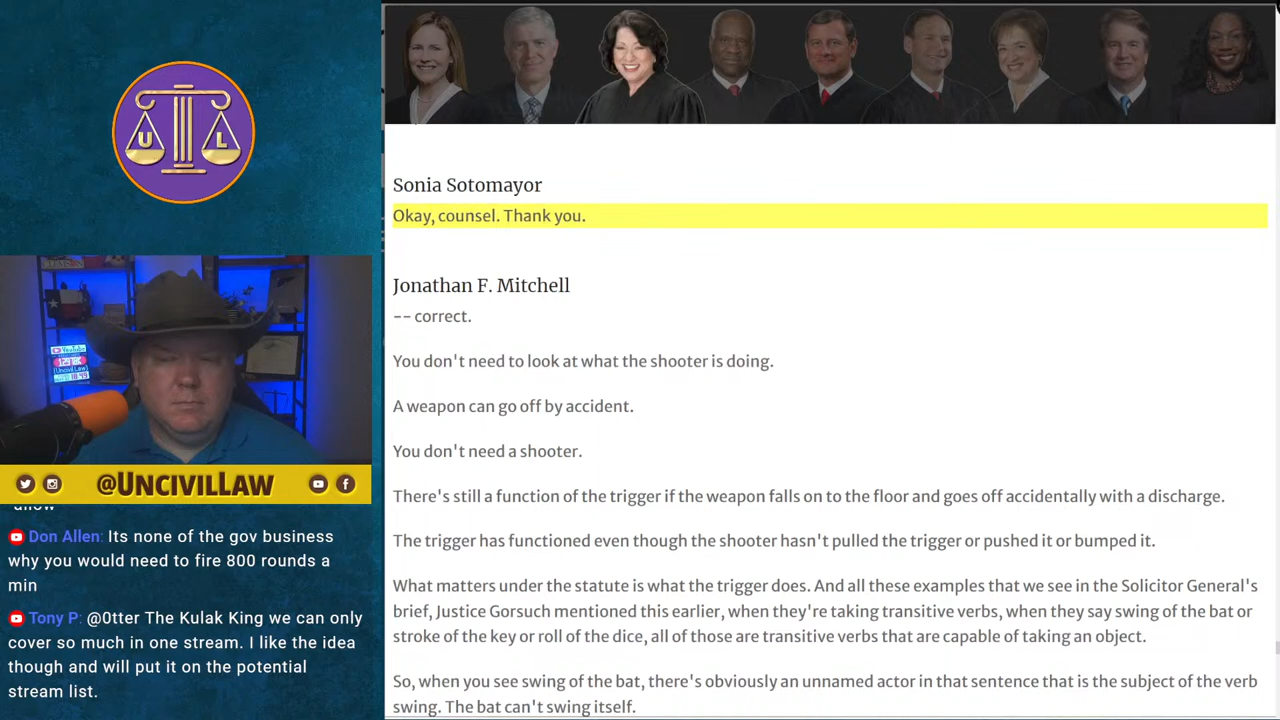 U L
Sonia Sotomayor
Okay, counsel. Thank you.
Jonathan F. Mitchell
-- correct.
You don't need to look at what the shooter is doing.
A weapon can go off by accident.
You don't need a shooter.
There's still a function of the trigger if the weapon falls on to the floor and goes off accidentally with a discharge.
The trigger has functioned even though the shooter hasn't pulled the trigger or pushed it or bumped it.
What matters under the statute is what the trigger does. And all these examples that we see in the Solicitor General's
brief, Justice Gorsuch mentioned this earlier, when they're taking transitive verbs, when they say swing of the bat or
stroke of the key or roll of the dice, all of those are transitive verbs that are capable of taking an object.
So, when you see swing of the bat, there's obviously an unnamed actor in that sentence that is the subject of the verb
swing. The bat can't swing itself.
YouTube
@UNCIVILLAW
Don Allen: Its none of the gov business
why you would need to fire 800 rounds a
min
Tony P: @0tter The Kulak King we can only
cover so much in one stream. I like the idea
though and will put it on the potential
stream list.